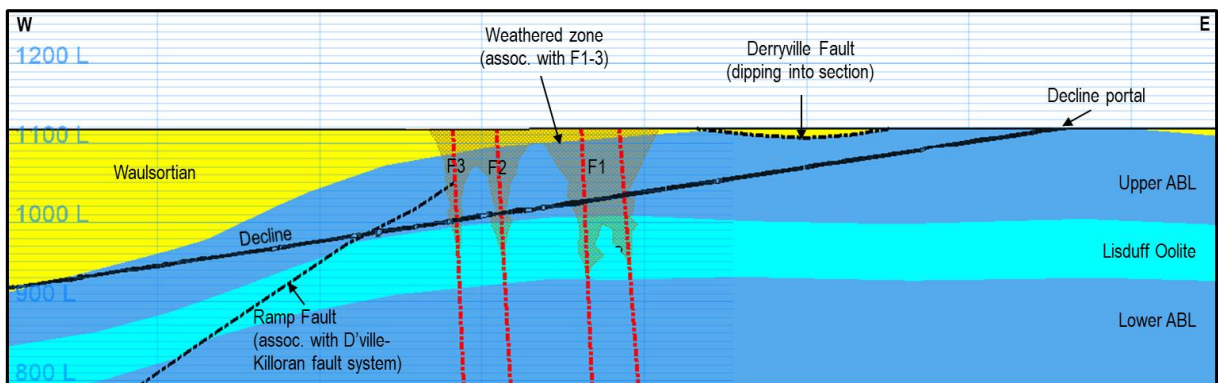 W
E
1200 L
Weathered zone
(assoc. with F1-3)
Derryville Fault
(dipping into section)
Decline portal
1100 L
Waulsortian
F3
F2
F1
Upper ABL
1000 L
Decline
Lisduff Oolite
900 L
Ramp Fault
(assoc. with D'ville-
Killoran fault system)
Lower ABL
800 L